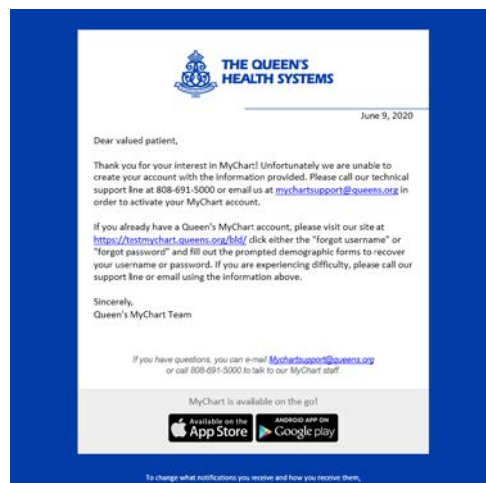 THE QUEEN'S
HEALTH SYSTEMS
June 9, 2020
Dear valued patient,
Thank you for your interest in MyChart! Unfortunately we are unable to
create your account with the information provided. Please call our technical
support line at 808-691-5000 or email us at mychartsupport@queens.org in
order to activate your MyChart account.
If you already have a Queen's MyChart account, please visit our site at
https://testmychart.queens.org/bld/ click either the "forgot username" or
"forgot password" and fill out the prompted demographic forms to recover
your username or password. If you are experiencing difficulty, please call our
support line or email using the information above.
Sincerely,
Queen's MyChart Team
If you have questions, you can e-mail Mychartsupport@queens.org
or call 808-691-5000 to talk to our MyChart staff.
MyChart is available on the go!
Available on the
App Store
ANDROID APP ON
Google play
To change what notifications you receive and how you receive them,